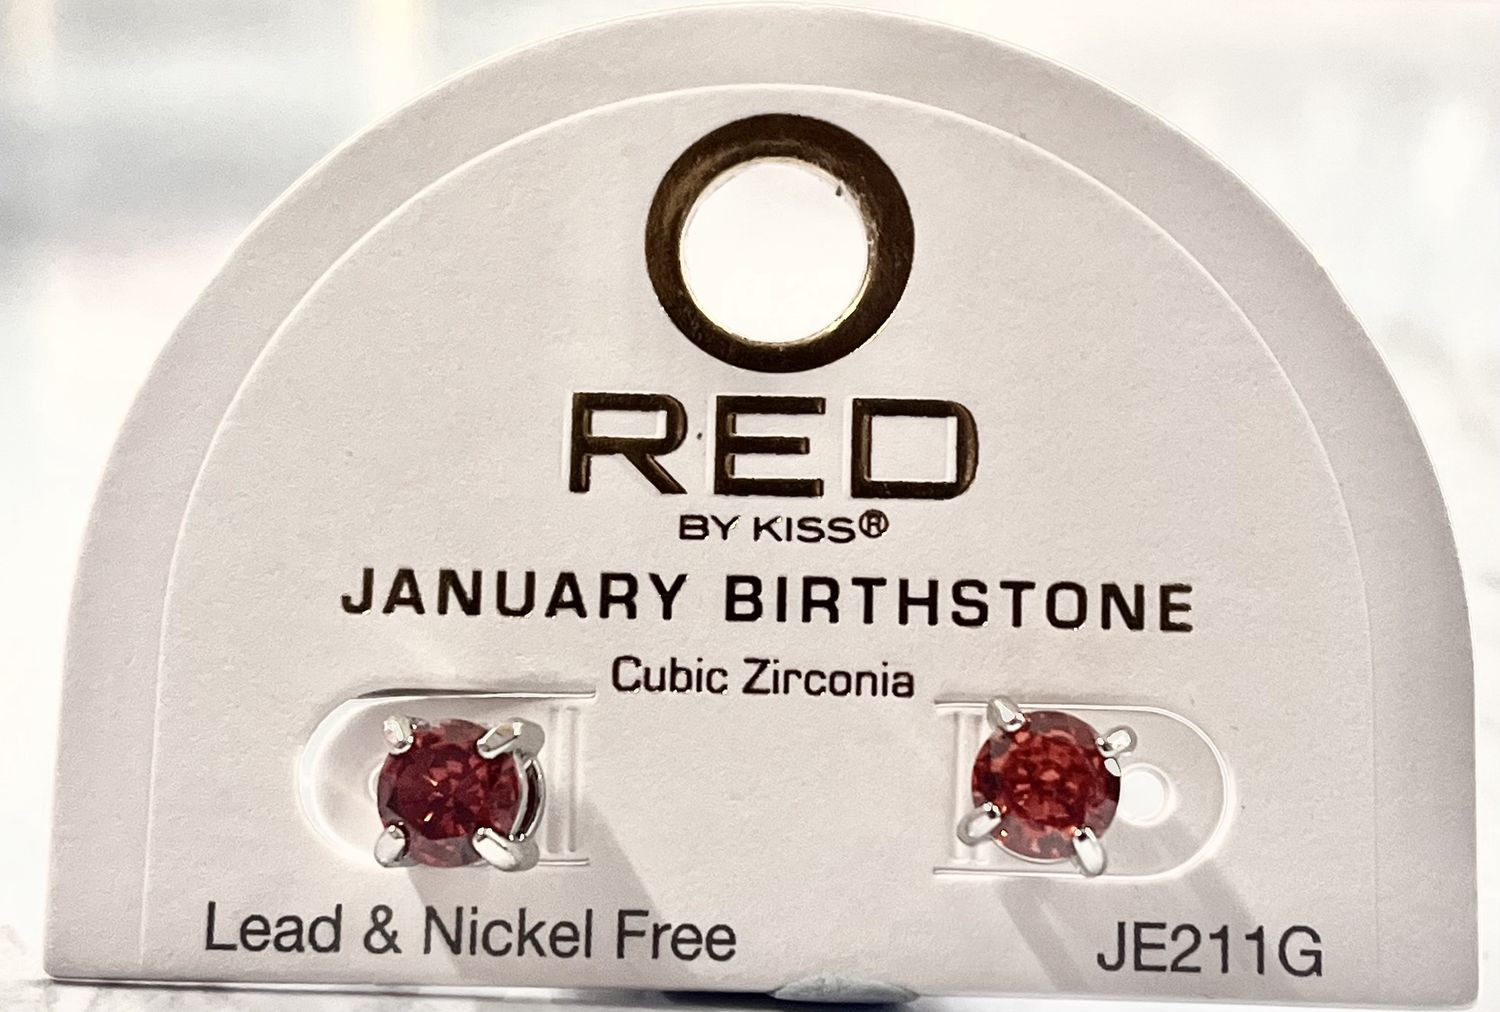 RED
BY KISS®
JANUARY BIRTHSTONE
Cubic Zirconia
Lead & Nickel Free
JE211G